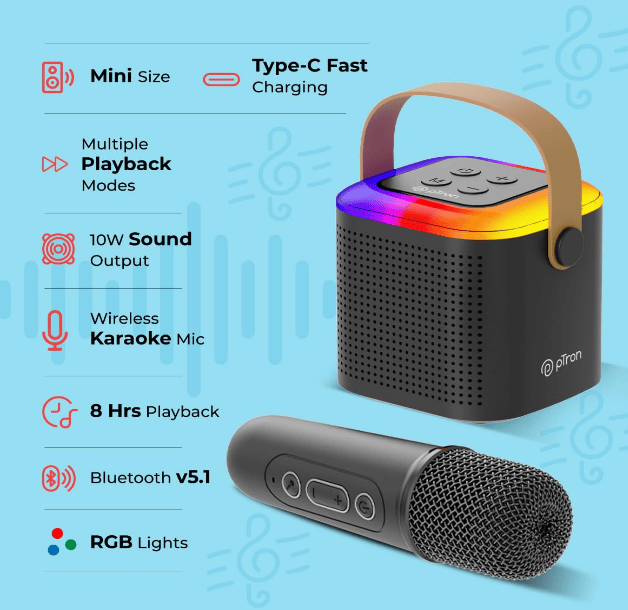 Mini Size
Type-C Fast
Charging
Multiple
Playback
Modes
10W Sound
Output
Wireless
Karaoke Mic
8 Hrs Playback
Bluetooth v5.1
RGB Lights
M
pTron
pTron